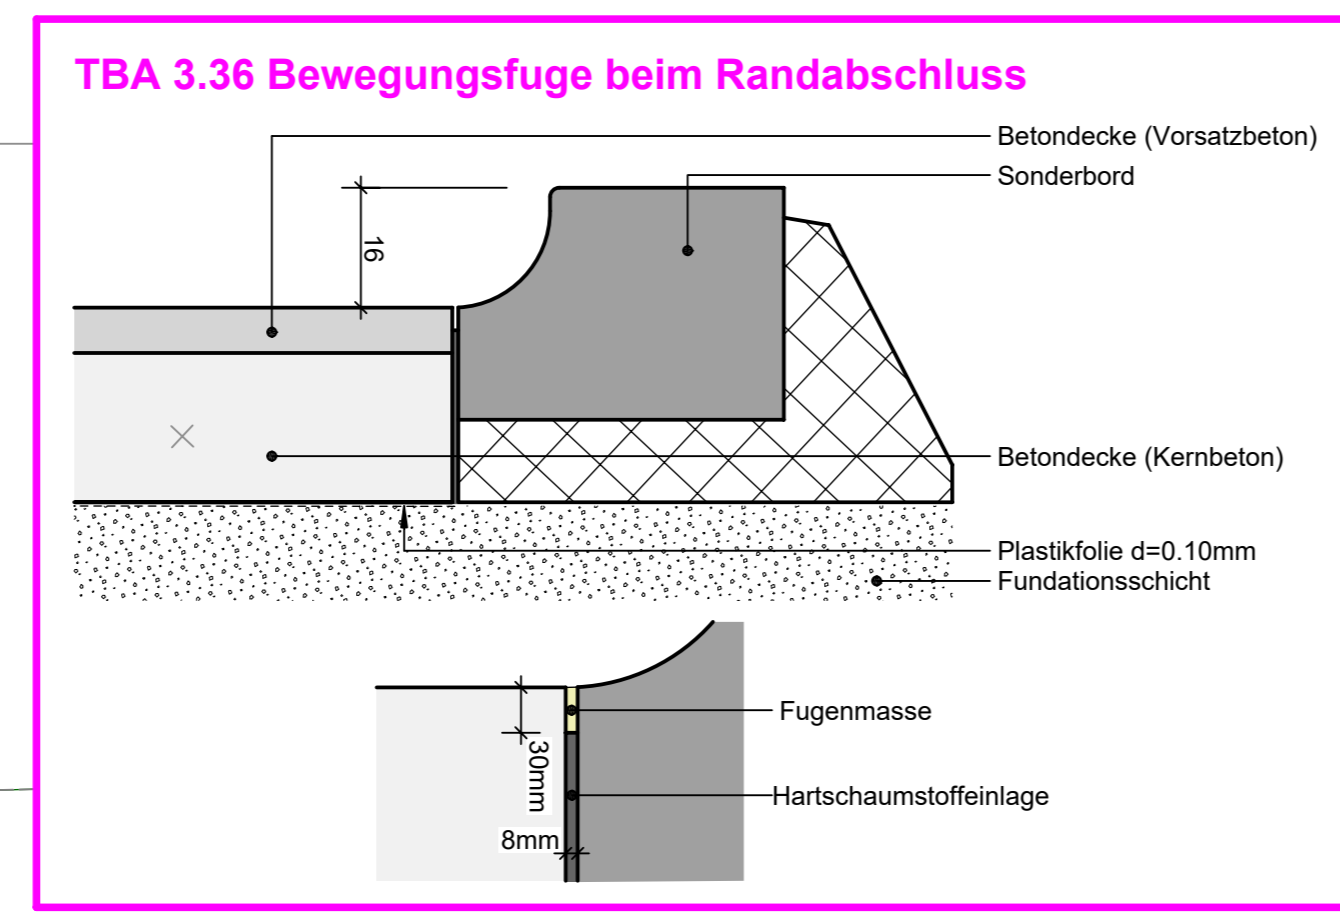 TBA 3.36 Bewegungsfuge beim Randabschluss
Betondecke (Vorsatzbeton)
Sonderbord
16
Betondecke (Kernbeton)
Plastikfolie d=0.10mm
Fundationsschicht
Fugenmasse
30mm
Hartschaumstoffeinlage
8mm